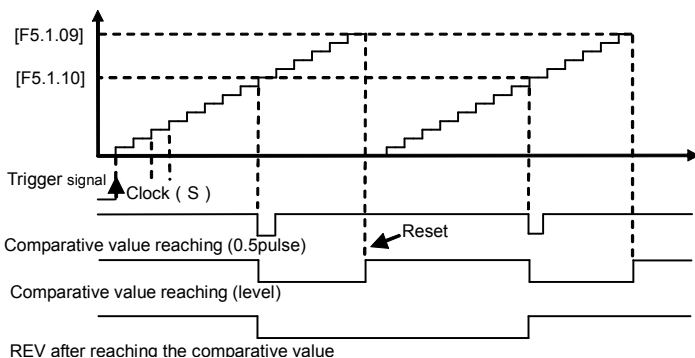 [F5.1.09]
[F5.1.10]
Trigger signal
Clock ( S )
Comparative value reaching (0.5pulse)
Reset
Comparative value reaching (level)
REV after reaching the comparative value